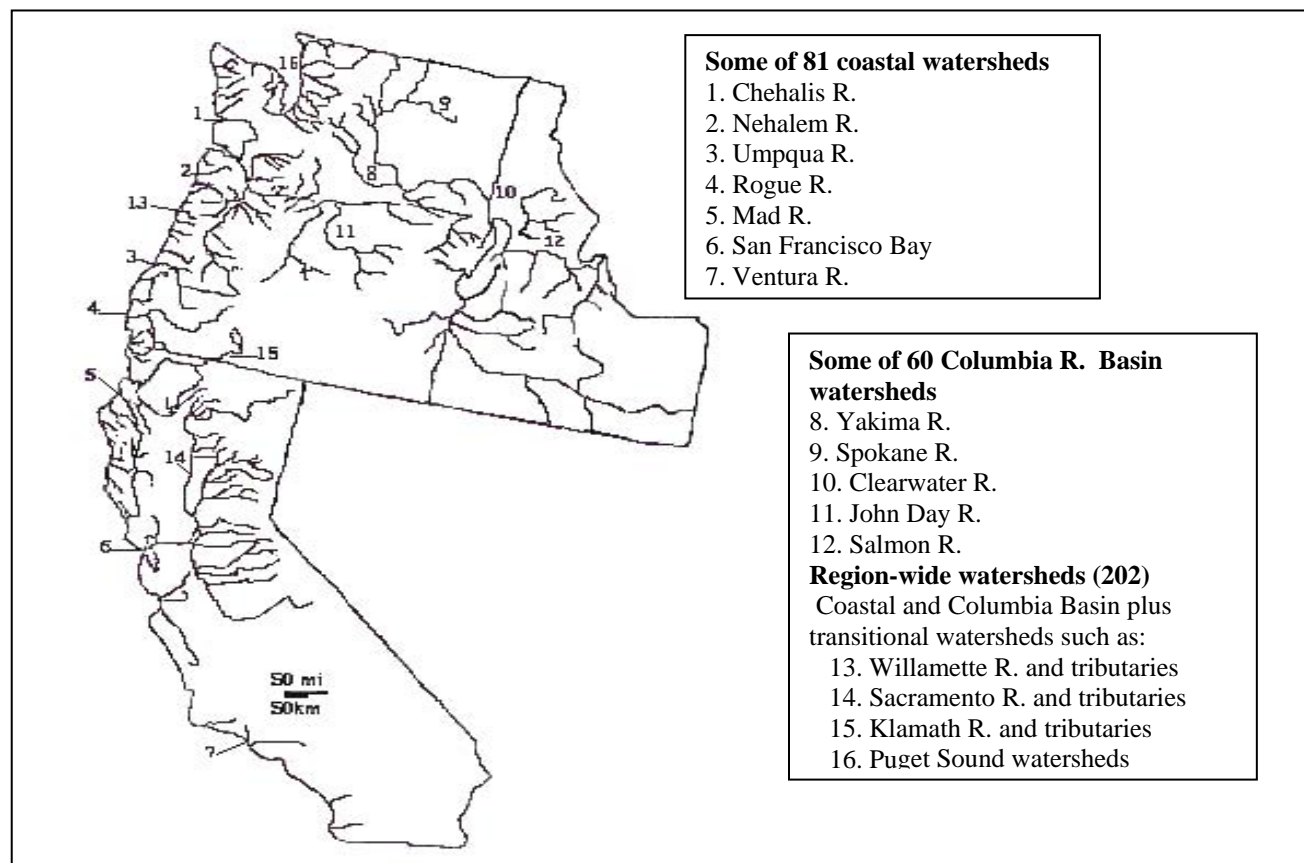 16
9
1
2
8
10
13
11
12
3
4
15
5
14
6
50 mi
50km
7
Some of 81 coastal watersheds
1. Chehalis R.
2. Nehalem R.
3. Umpqua R.
4. Rogue R.
5. Mad R.
6. San Francisco Bay
7. Ventura R.
Some of 60 Columbia R. Basin
watersheds
8. Yakima R.
9. Spokane R.
10. Clearwater R.
11. John Day R.
12. Salmon R.
Region-wide watersheds (202)
Coastal and Columbia Basin plus
transitional watersheds such as:
13. Willamette R. and tributaries
14. Sacramento R. and tributaries
15. Klamath R. and tributaries
16. Puget Sound watersheds